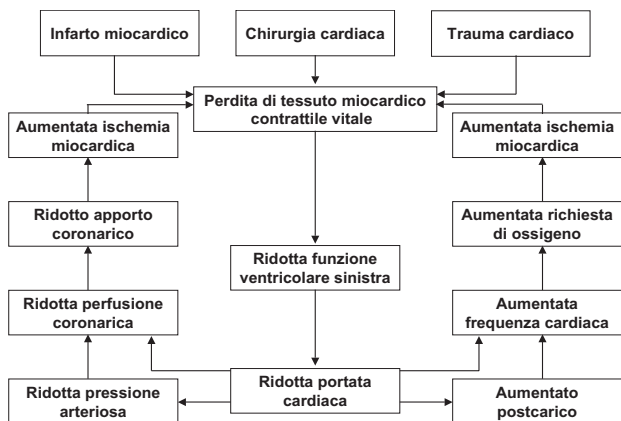 Infarto miocardico
Chirurgia cardiaca
Trauma cardiaco
Perdita di tessuto miocardico
contrattile vitale
Aumentata ischemia
miocardica
Aumentata ischemia
miocardica
Ridotto apporto
coronarico
Aumentata richiesta
di ossigeno
Ridotta funzione
ventricolare sinistra
Ridotta perfusione
coronarica
Aumentata
frequenza cardiaca
Ridotta pressione
arteriosa
Ridotta portata
cardiaca
Aumentato
postcarico